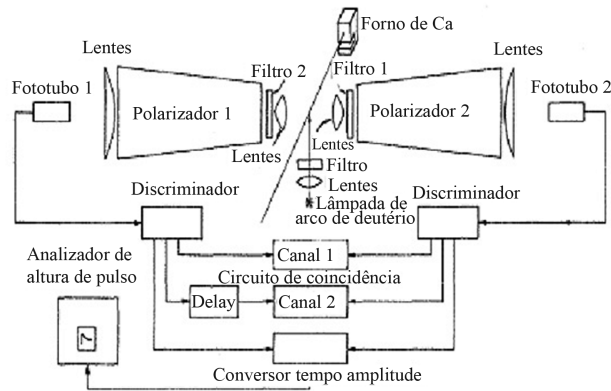 Forno de Ca
Lentes
Lentes
Filtro 2
Filtro 1
Fototubo 1
Fototubo 2
Polarizador 1
Polarizador 2
Lentes
Lentes
Filtro
Lentes
Lâmpada de
arco de deutério
Discriminador
Discriminador
Analizador de
altura de pulso
Canal 1
Circuito de coincidência
Delay
Canal 2
7
Conversor tempo amplitude